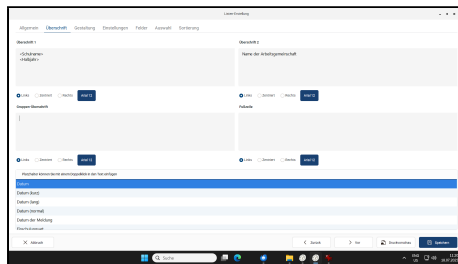 Listen Erstellung
Allgemein Überschrift Gestaltung Einstellungen Felder Auswahl Sortierung
Überschrift 1
Überschrift 2
<Schulname>
<Halbjahr>
Name der Arbeitsgemeinschaft
Links Zentriert Rechts Arial 12
Links Zentriert Rechts Arial 12
Gruppen-Überschrift
Fußzeile
Links Zentriert Rechts Arial 12
Links Zentriert Rechts Arial 12
Platzhalter können Sie mit einem Doppelklick in den Text einfügen
Datum
Datum (kurz)
Datum (lang)
Datum (normal)
Datum der Meldung
Abbruch
Zurück
Vor
Druckvorschau
Speichern
Suche